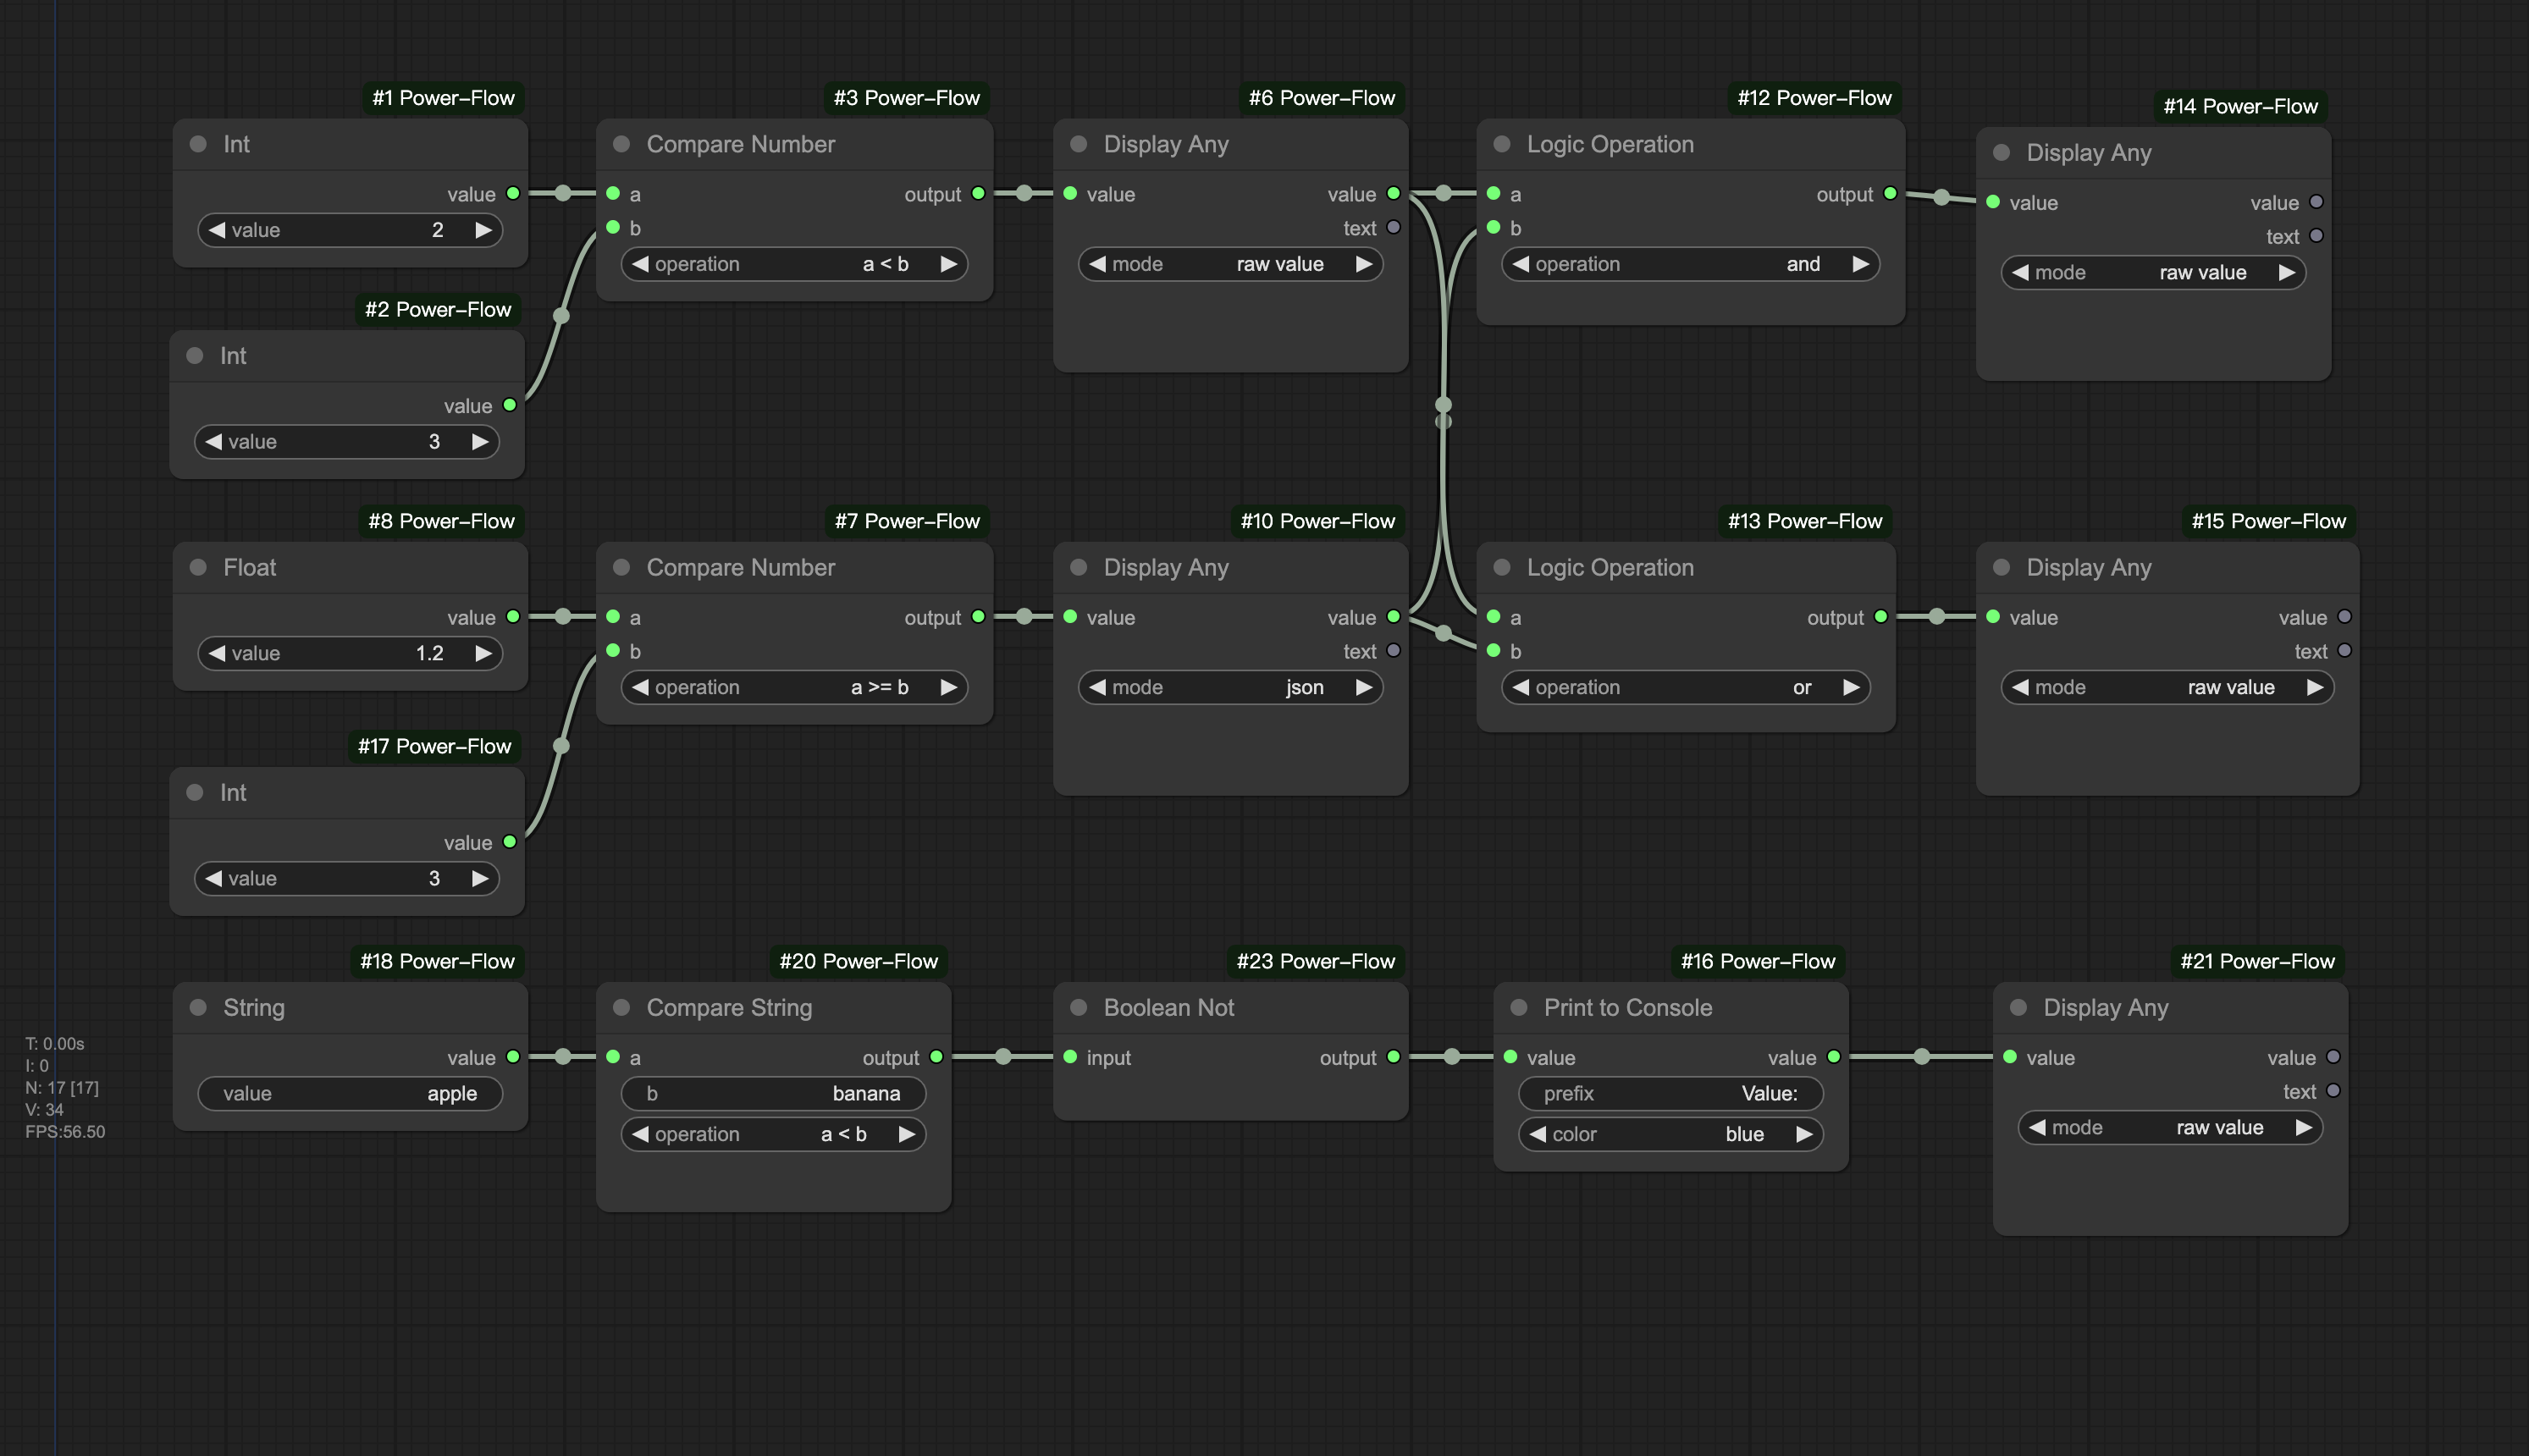 #1 Power-Flow
Int
value
value 2
#3 Power-Flow
Compare Number
a output
b
operation a < b
#6 Power-Flow
Display Any
value value
text
mode raw value
#12 Power-Flow
Logic Operation
a output
b
operation and
#14 Power-Flow
Display Any
value value
text
mode raw value
#2 Power-Flow
Int
value
value 3
#8 Power-Flow
Float
value
value 1.2
#7 Power-Flow
Compare Number
a output
b
operation a >= b
#10 Power-Flow
Display Any
value value
text
mode json
#13 Power-Flow
Logic Operation
a output
b
operation or
#15 Power-Flow
Display Any
value value
text
mode raw value
#17 Power-Flow
Int
value
value 3
#18 Power-Flow
String
value
value apple
#20 Power-Flow
Compare String
a output
b banana
operation a < b
#23 Power-Flow
Boolean Not
input output
#16 Power-Flow
Print to Console
value value
prefix Value:
color blue
#21 Power-Flow
Display Any
value value
text
mode raw value
T: 0.00s
I: 0
N: 17 [17]
V: 34
FPS:56.50